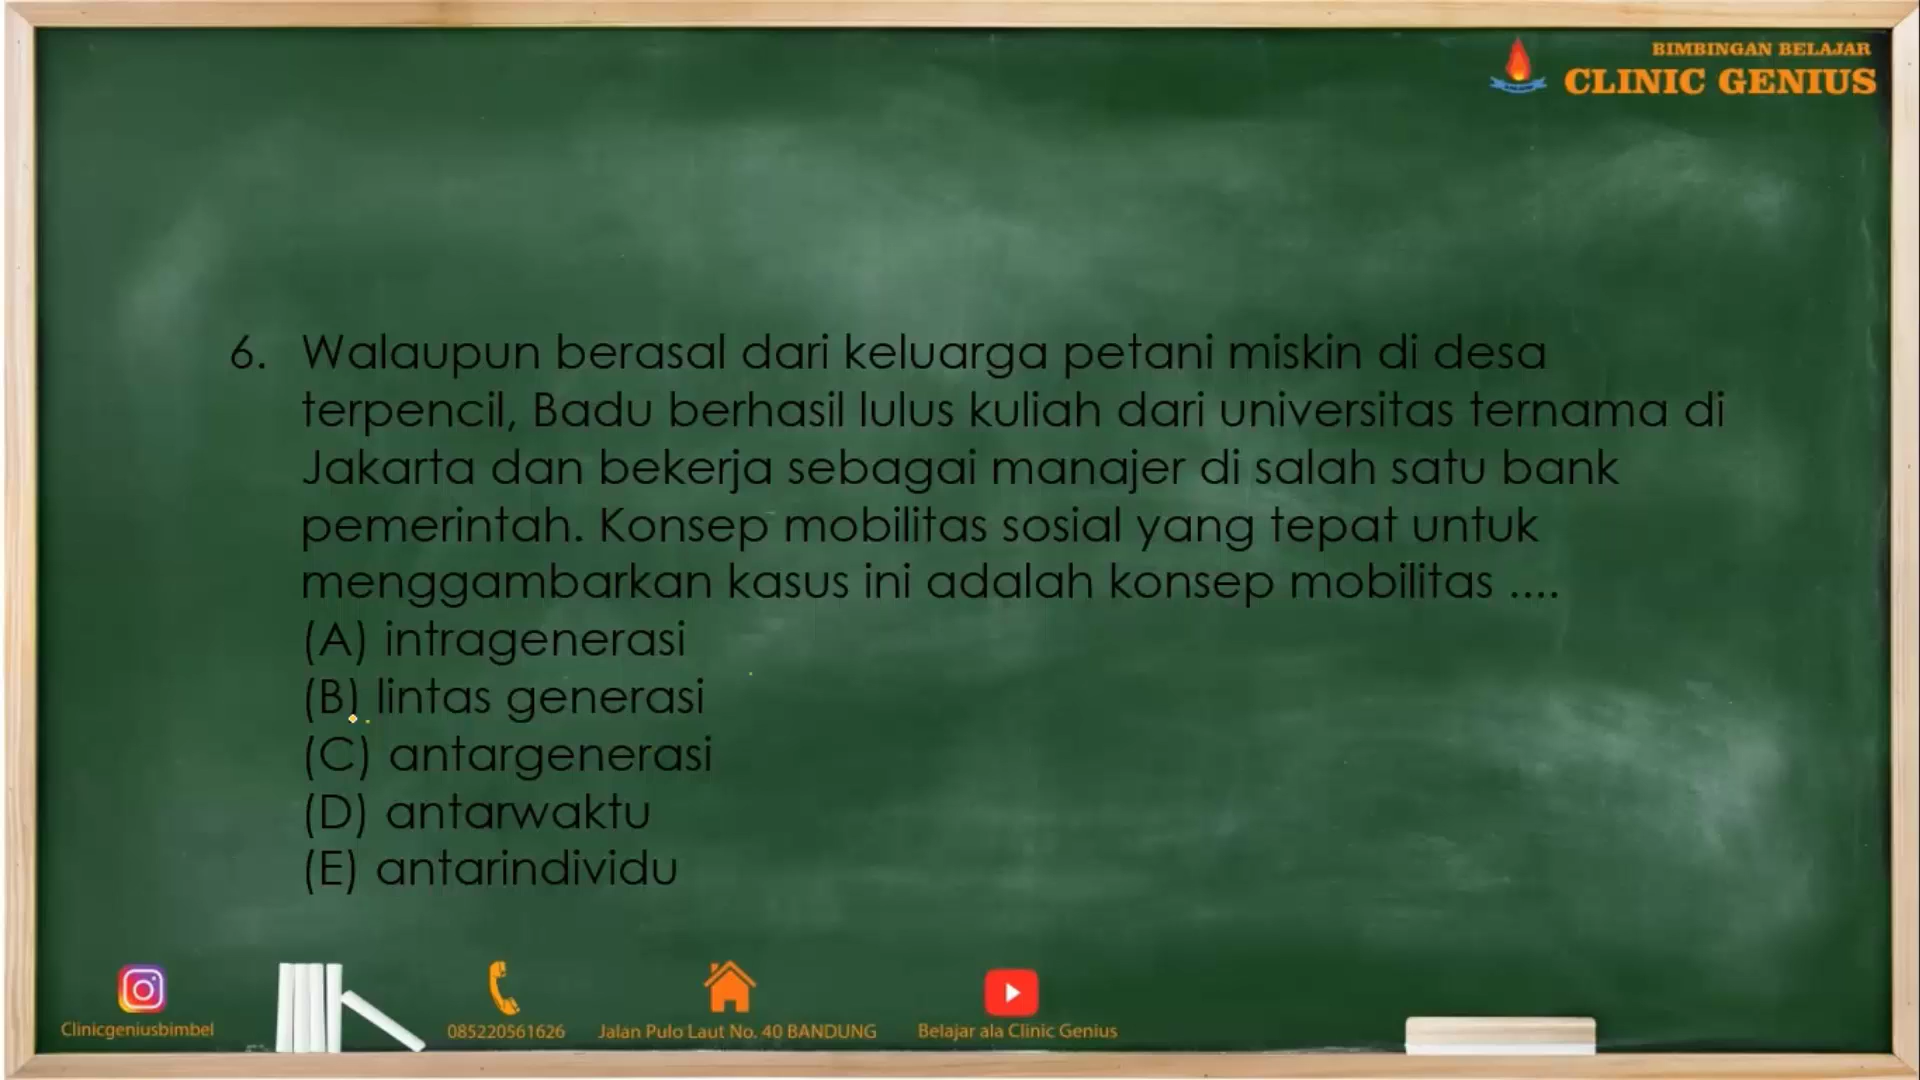 BIMBINGAN BELAJAR
CLINIC GENIUS
6. Walaupun berasal dari keluarga petani miskin di desa
terpencil, Badu berhasil lulus kuliah dari universitas ternama di
Jakarta dan bekerja sebagai manajer di salah satu bank
pemerintah. Konsep mobilitas sosial yang tepat untuk
menggambarkan kasus ini adalah konsep mobilitas ....
(A) intragenerasi
(B) lintas generasi
(C) antargenerasi
(D) antarwaktu
(E) antarindividu
Clinicgeniusbimbel
085220561626
Jalan Pulo Laut No. 40 BANDUNG
Belajar ala Clinic Genius